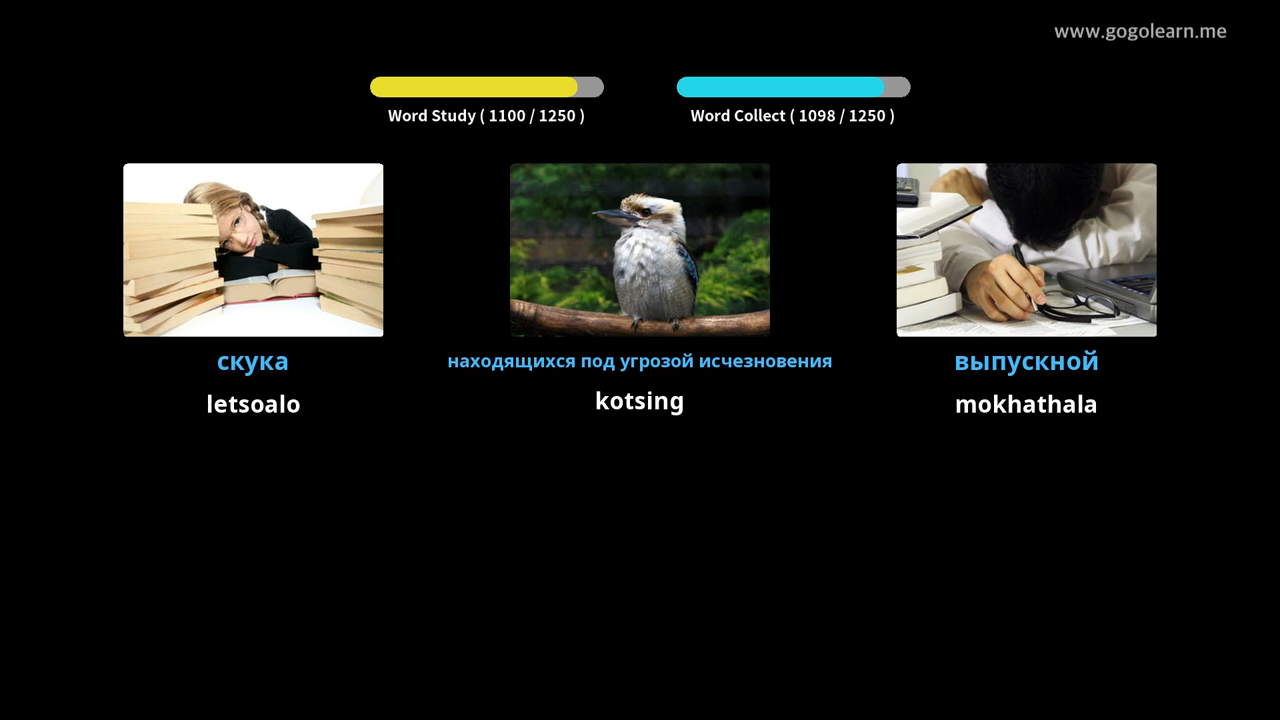 www.gogolearn.me
Word Study ( 1100 / 1250 )
Word Collect ( 1098 / 1250 )
скука
находящихся под угрозой исчезновения
выпускной
letsoalo
kotsing
mokhathala